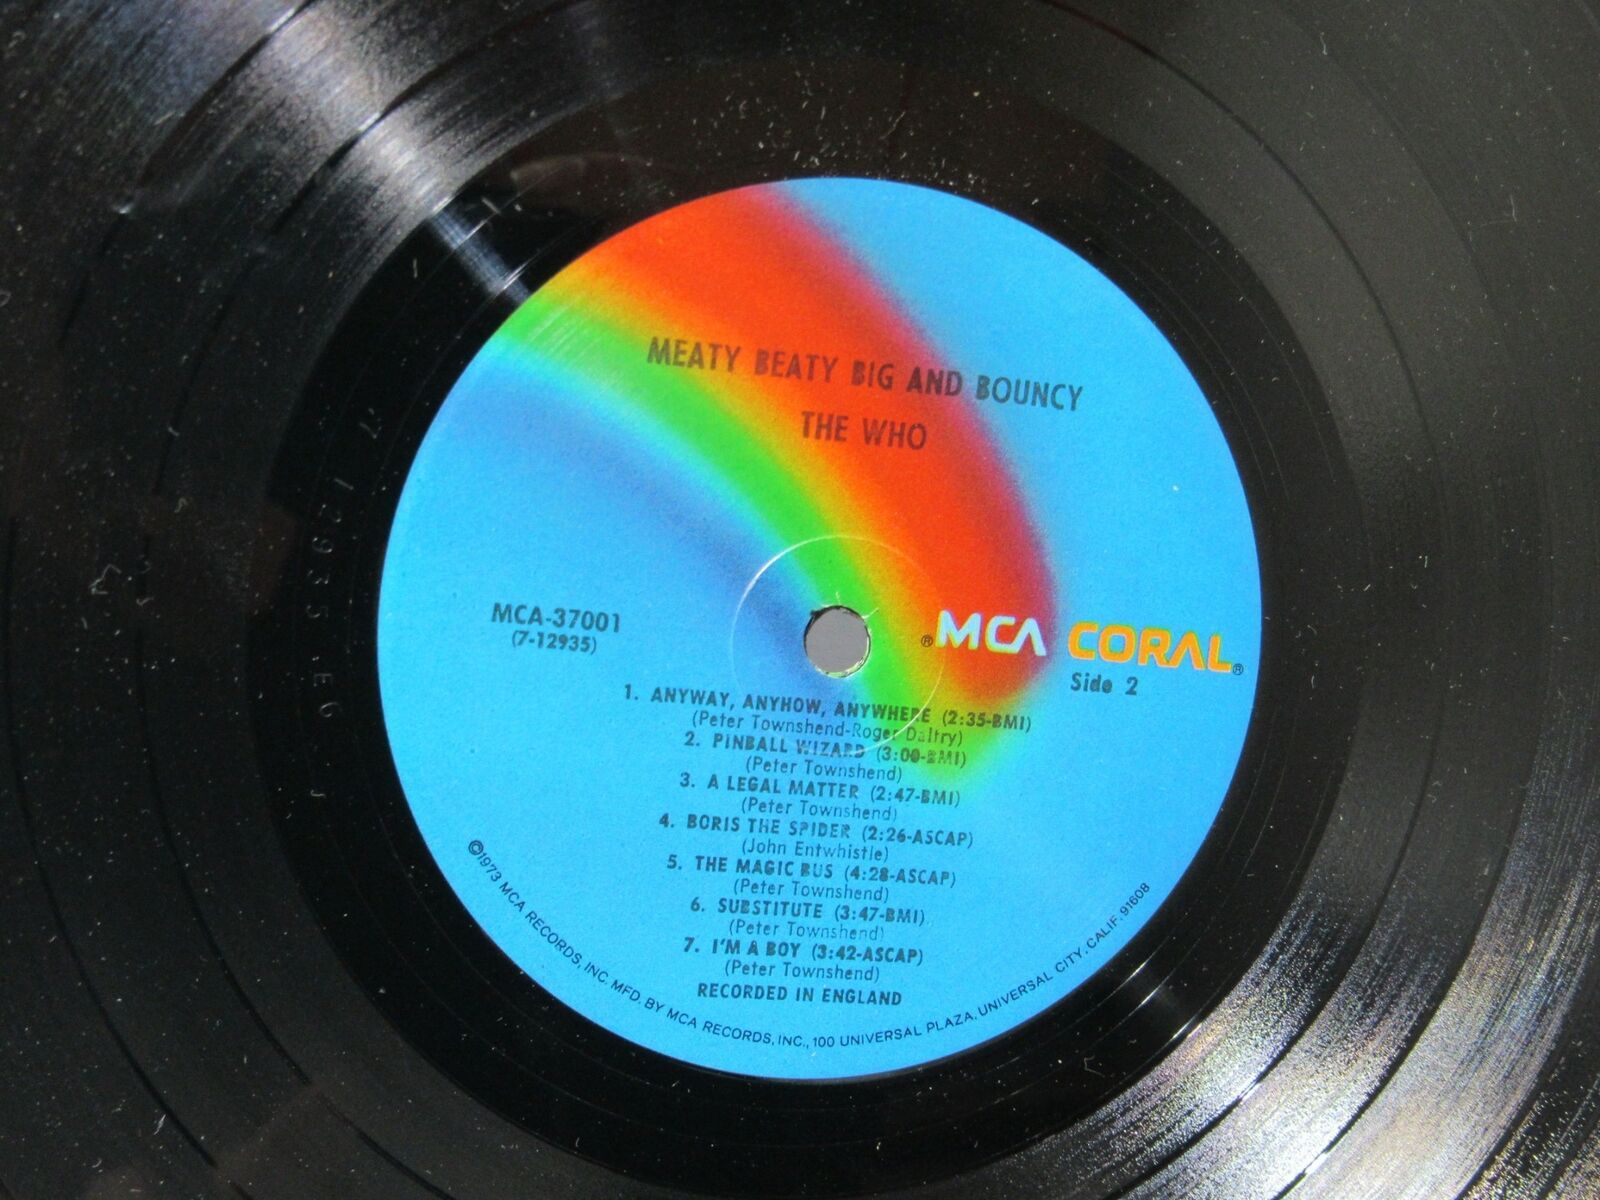 MEATY BEATY BIG AND BOUNCY
THE WHO
MCA-37001
(7-12935)
® MCA CORAL®
Side 2
1. ANYWAY, ANYHOW, ANYWHERE (2:35-BMI)
(Peter Townshend-Roger Daltry)
2. PINBALL WIZARD (3:00-BMI)
(Peter Townshend)
3. A LEGAL MATTER (2:47-BMI)
(Peter Townshend)
4. BORIS THE SPIDER (2:26-ASCAP)
(John Entwhistle)
5. THE MAGIC BUS (4:28-ASCAP)
(Peter Townshend)
6. SUBSTITUTE (3:47-BMI)
(Peter Townshend)
7. I'M A BOY (3:42-ASCAP)
(Peter Townshend)
RECORDED IN ENGLAND
©1973 MCA RECORDS, INC. MFD. BY MCA RECORDS, INC., 100 UNIVERSAL PLAZA, UNIVERSAL CITY, CALIF. 91608
7 12935